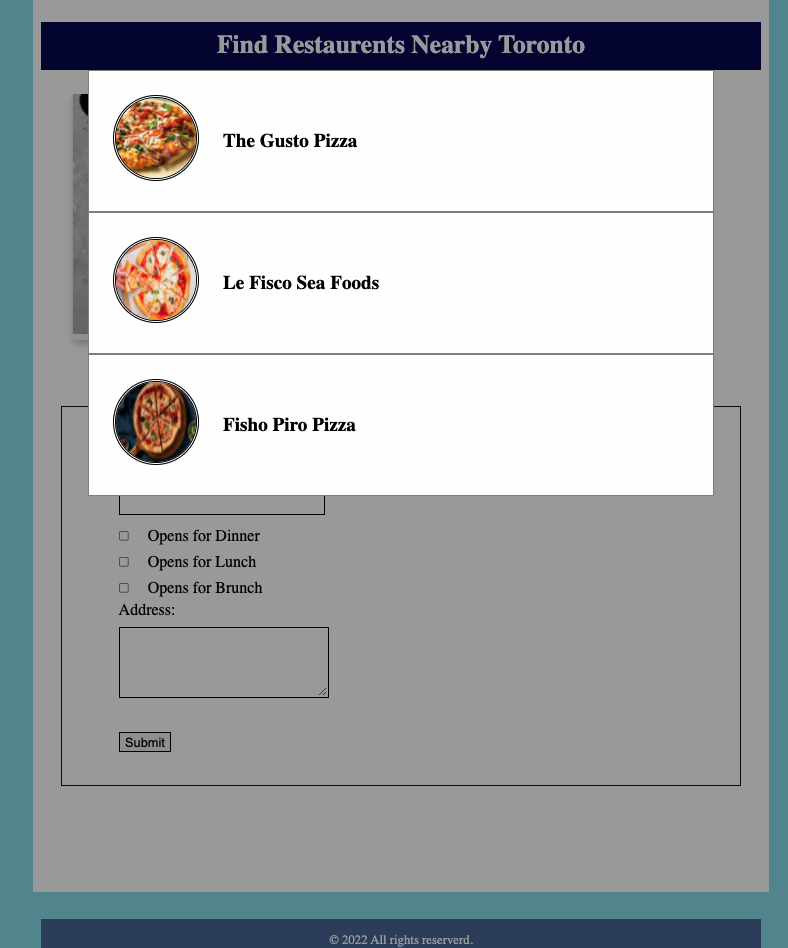 Find Restaurents Nearby Toronto
The Gusto Pizza
Le Fisco Sea Foods
Fisho Piro Pizza
Opens for Dinner
Opens for Lunch
Opens for Brunch
Address:
Submit
© 2022 All rights reserverd.